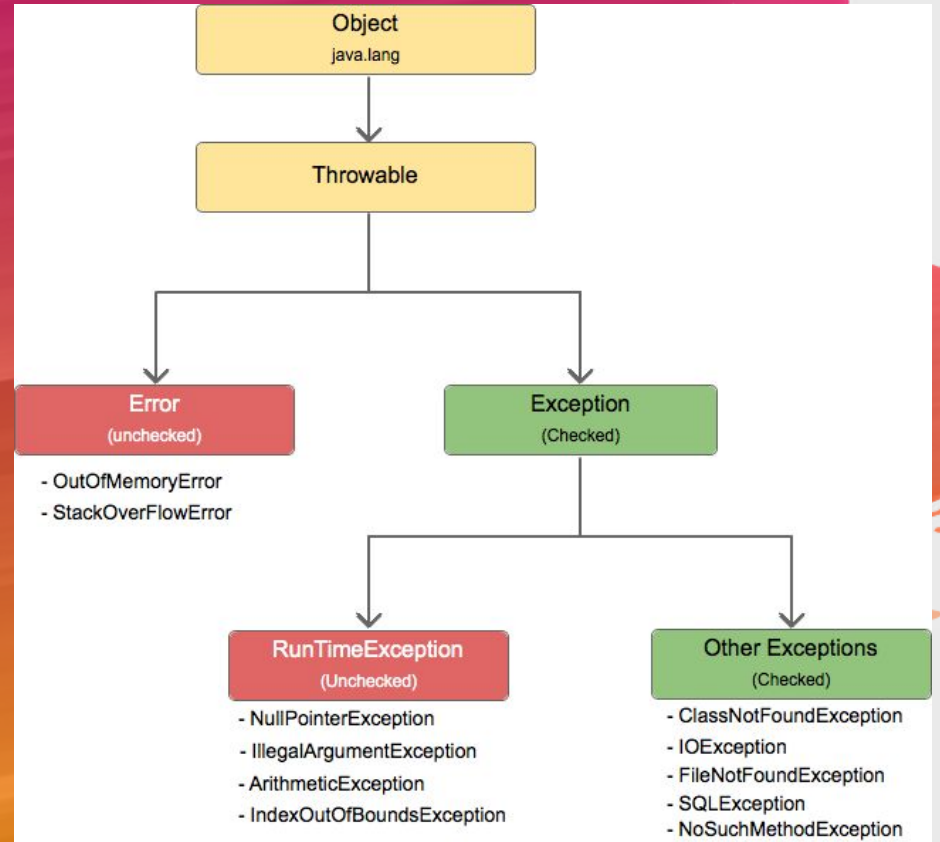 Object
java.lang
Throwable
Error
(unchecked)
- OutOfMemoryError
- StackOverFlowError
Exception
(Checked)
RunTimeException
(Unchecked)
- NullPointerException
- IllegalArgumentException
- ArithmeticException
- IndexOutOfBoundsException
Other Exceptions
(Checked)
- ClassNotFoundException
- IOException
- FileNotFoundException
- SQLException
- NoSuchMethodException